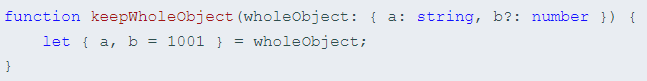 function keepWholeObject(wholeObject: { a: string, b?: number }) {
    let { a, b = 1001 } = wholeObject;
}